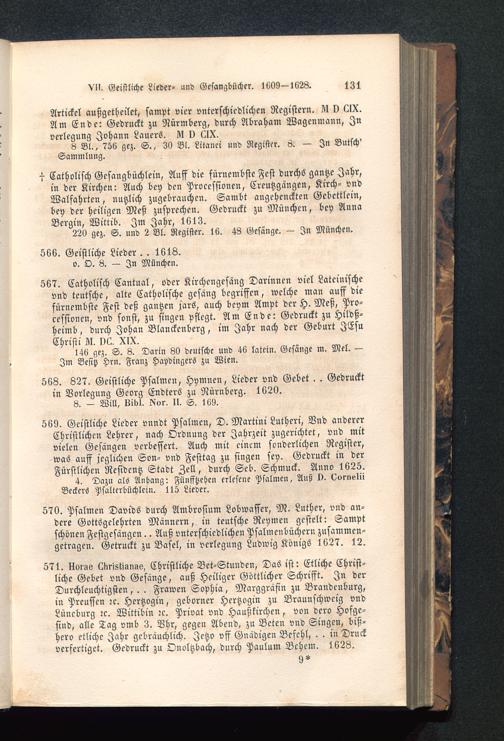 VII. Geistliche Lieder- und Gesangbücher. 1609—1628. 131
Artickel außgetheilet, sampt vier vnterschiedlichen Registern. M D CIX.
Am Ende: Gedruckt zu Nürmberg, durch Abraham Wagenmann, Jn
verlegung Johann Lauers. M D CIX.
8 Bl., 756 gez. S., 30 Bl. Litanei und Register. 8. — Jn Butsch'
Sammlung.
† Catholisch Gesangbüchlein, Auff die fürnembste Fest durchs gantze Jahr,
in der Kirchen: Auch bey den Processionen, Creutzgängen, Kirch- vnd
Walfahrten, nutzlich zugebrauchen. Sambt angehenckten Gebettlein,
bey der heiligen Meß zusprechen. Gedruckt zu München, bey Anna
Bergin, Wittib. Jm Jahr, 1613.
220 gez. S. und 2 Bl. Register. 16. 48 Gesänge. — Jn München.
566. Geistliche Lieder . . 1618.
o. O. 8. — Jn München.
567. Catholisch Cantual, oder Kirchengesäng Darinnen viel Lateinische
vnd teutsche, alte Catholische gesäng begriffen, welche man auff die
fürnembste Fest deß gantzen jars, auch beym Ampt der H. Meß, Pro-
cessionen, vnd sonst, zu singen pflegt. Am Ende: Gedruckt zu Hildß-
heimb, durch Johan Blanckenberg, im Jahr nach der Geburt JEsu
Christi M. DC. XIX.
146 gez. S. 8. Darin 80 deutsche und 46 latein. Gesänge m. Mel. —
Jm Besitz Hrn. Franz Haydingers zu Wien.
568. 827. Geistliche Psalmen, Hymnen, Lieder vnd Gebet . . Gedruckt
in Vorlegung Georg Endters zu Nürnberg. 1620.
8. — Will, Bibl. Nor. II. S. 169.
569. Geistliche Lieder vnndt Psalmen, D. Martini Lutheri, Vnd anderer
Christlichen Lehrer, nach Ordnung der Jahrzeit zugerichtet, vnd mit
vielen Gesängen verbessert. Auch mit einem sonderlichen Register,
was auff jeglichen Son- vnd Festtag zu singen sey. Gedruckt in der
Fürstlichen Residentz Stadt Zell, durch Seb. Schmuck. Anno 1625.
4. Dazu als Anhang: Fünffzehen erlesene Psalmen, Auß D. Cornelii
Beckers Psalterbüchlein. 115 Lieder.
570. Psalmen Davids durch Ambrosium Lobwasser, M. Luther, vnd an-
dere Gottsgelehrten Männern, in teutsche Reymen gestelt: Sampt
schönen Festgesängen . . Auß vnterschiedlichen Psalmenbüchern zusammen-
getragen. Getruckt zu Basel, in verlegung Ludwig Königs 1627. 12.
571. Horae Christianae, Christliche Bet-Stunden, Das ist: Etliche Christ-
liche Gebet vnd Gesänge, auß Heiliger Göttlicher Schrifft. Jn der
Durchleuchtigsten, . . Frawen Sophia, Marggräfin zu Brandenburg,
in Preussen ꝛc. Hertzogin, geborner Hertzogin zu Braunschweig vnd
Lüneburg ꝛc. Wittibin ꝛc. Privat vnd Haußkirchen, von dero Hofge-
sind, alle Tag vmb 3. Vhr, gegen Abend, zu Beten vnd Singen, biß-
hero etliche Jahr gebräuchlich. Jetzo vff Gnädigen Befehl, . . in Druck
verfertiget. Gedruckt zu Onoltzbach, durch Paulum Behem. 1628.
9*